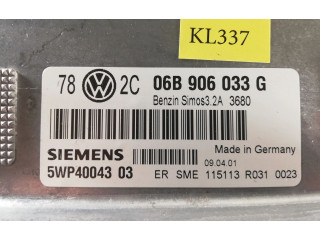 KL337
78 2C 06B 906 033 G
Benzin Simos3.2A 3680
SIEMENS Made in Germany
09.04.01
5WP40043 03 ER SME 115113 R031 0023